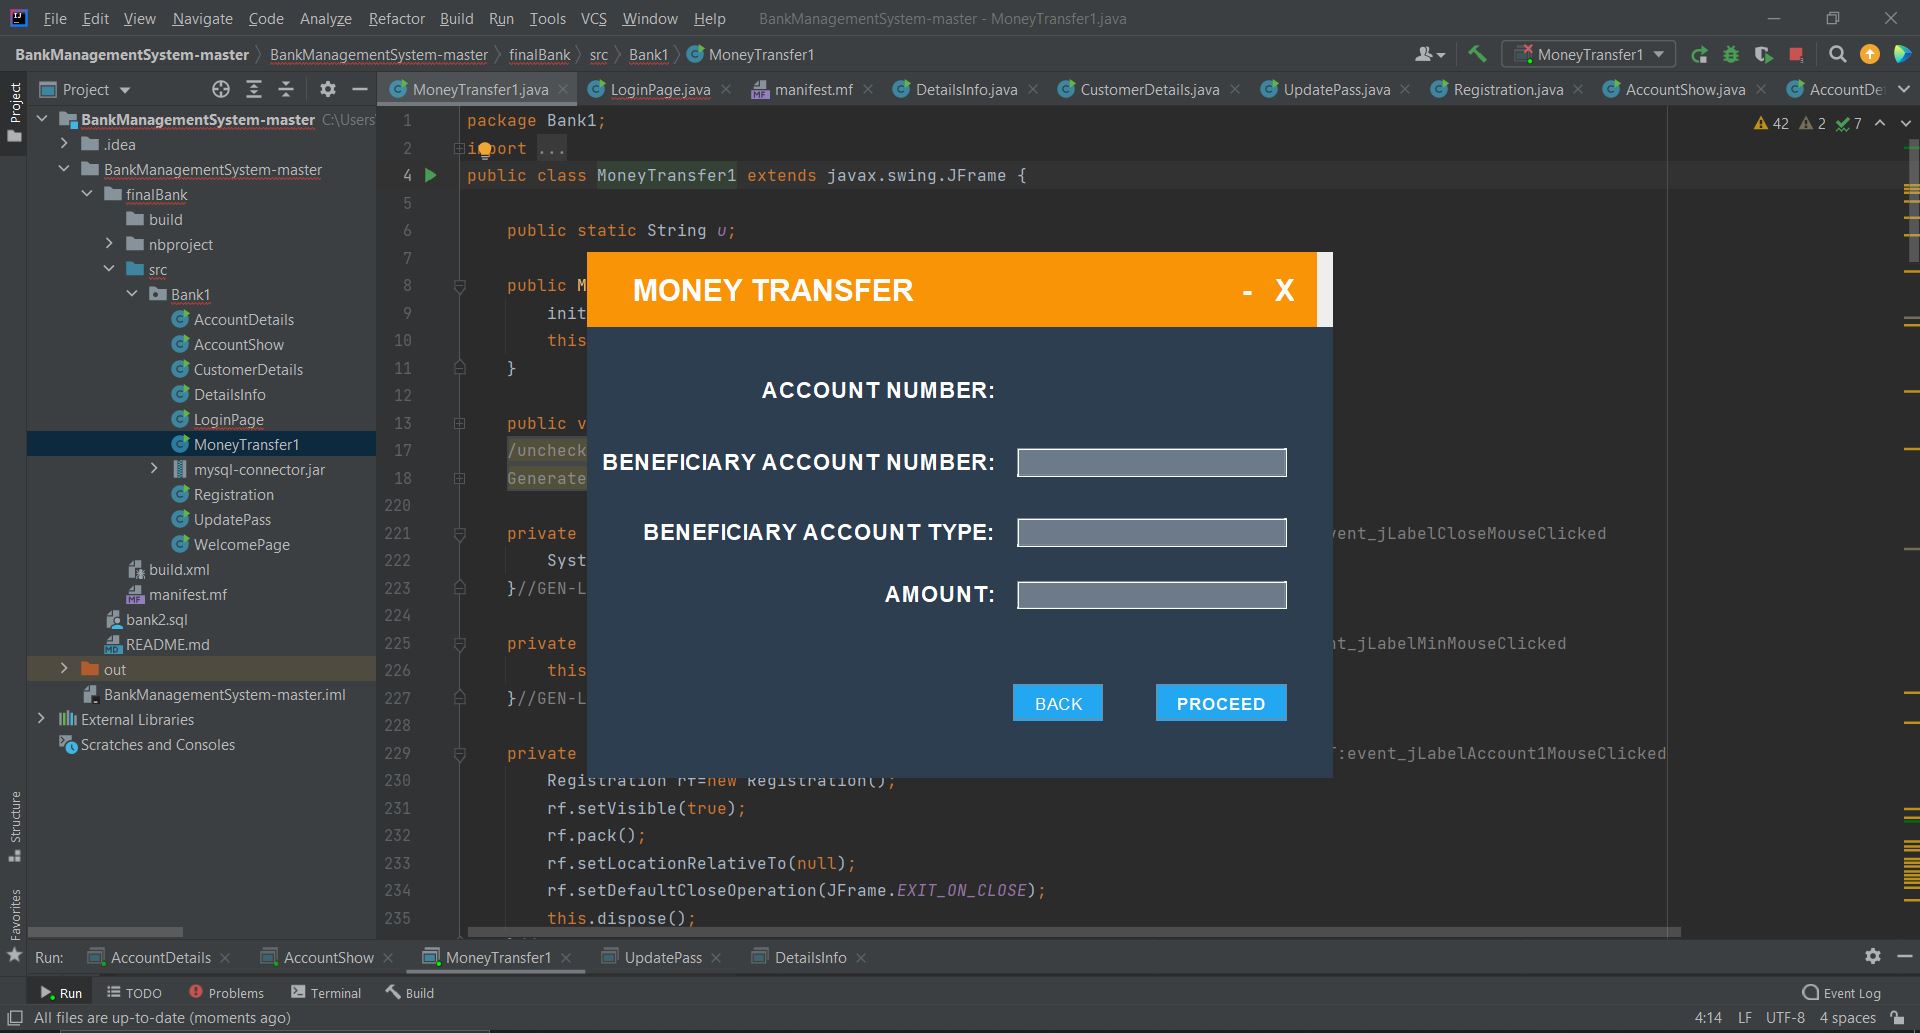 File Edit View Navigate Code Analyze Refactor Build Run Tools VCS Window Help BankManagementSystem-master - MoneyTransfer1.java
BankManagementSystem-master BankManagementSystem-master finalBank src Bank1 MoneyTransfer1
MoneyTransfer1
Project
MoneyTransfer1.java LoginPage.java manifest.mf DetailsInfo.java CustomerDetails.java UpdatePass.java Registration.java AccountShow.java AccountDe
Project
Structure
Favorites
BankManagementSystem-master C:\Users
.idea
BankManagementSystem-master
finalBank
build
nbproject
src
Bank1
AccountDetails
AccountShow
CustomerDetails
DetailsInfo
LoginPage
MoneyTransfer1
mysql-connector.jar
Registration
UpdatePass
WelcomePage
build.xml
manifest.mf
bank2.sql
README.md
out
BankManagementSystem-master.iml
External Libraries
Scratches and Consoles
42 2 7
1 package Bank1;
2 import ...
4 public class MoneyTransfer1 extends javax.swing.JFrame {
5
6 public static String u;
7
8 public M
9 init
10 this
11 }
12
13 public v
17 /uncheck
18 Generate
220
221 private vent_jLabelCloseMouseClicked
222 Syst
223 }//GEN-L
224
225 private nt_jLabelMinMouseClicked
226 this
227 }//GEN-L
228
229 private T:event_jLabelAccount1MouseClicked
230 Registration rf=new Registration();
231 rf.setVisible(true);
232 rf.pack();
233 rf.setLocationRelativeTo(null);
234 rf.setDefaultCloseOperation(JFrame.EXIT_ON_CLOSE);
235 this.dispose();
MONEY TRANSFER - X
ACCOUNT NUMBER:
BENEFICIARY ACCOUNT NUMBER:
BENEFICIARY ACCOUNT TYPE:
AMOUNT:
BACK PROCEED
Run: AccountDetails AccountShow MoneyTransfer1 UpdatePass DetailsInfo
Run TODO Problems Terminal Build Event Log
All files are up-to-date (moments ago) 4:14 LF UTF-8 4 spaces